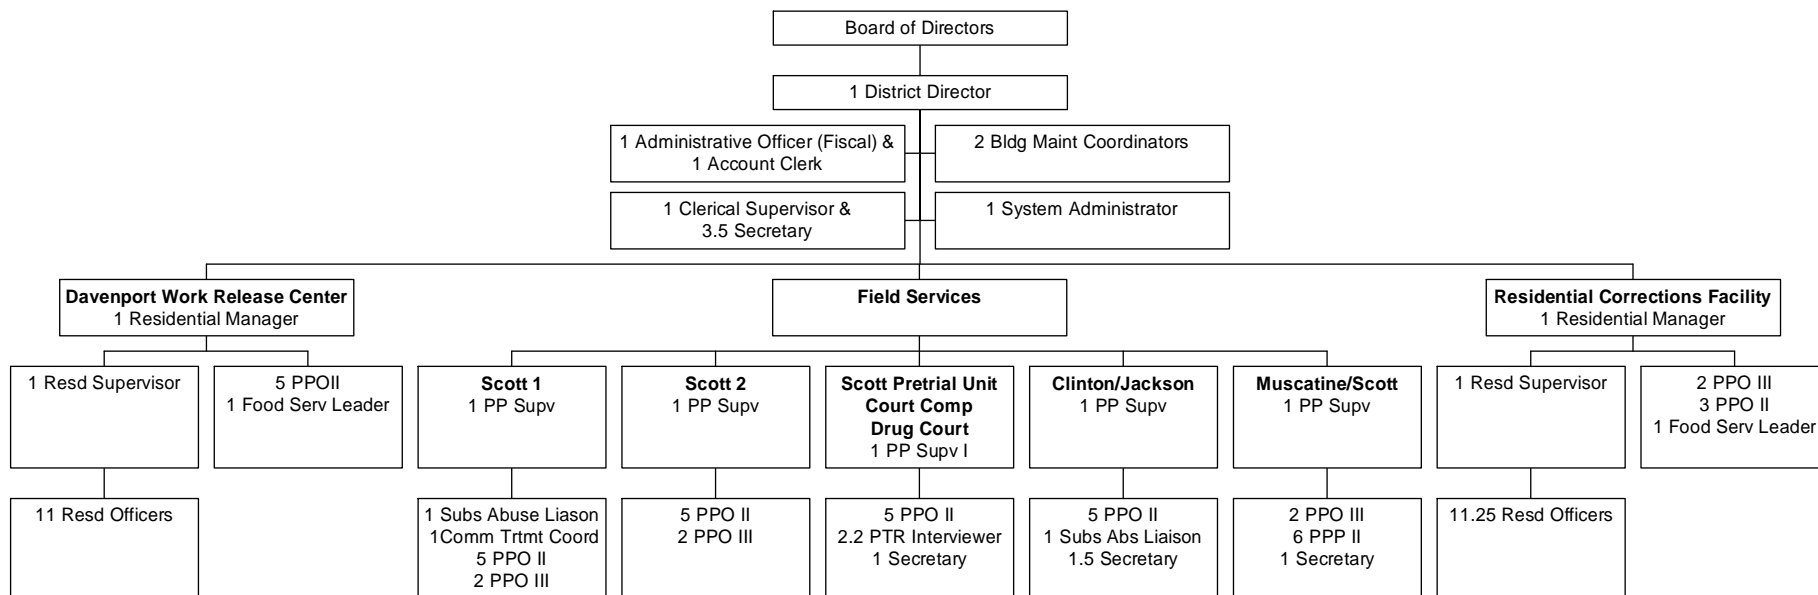 Board of Directors
1 District Director
1 Administrative Officer (Fiscal) &
1 Account Clerk
2 Bldg Maint Coordinators
1 Clerical Supervisor &
3.5 Secretary
1 System Administrator
Davenport Work Release Center
1 Residential Manager
Field Services
Residential Corrections Facility
1 Residential Manager
1 Resd Supervisor
5 PPOII
1 Food Serv Leader
Scott 1
1 PP Supv
Scott 2
1 PP Supv
Scott Pretrial Unit
Court Comp
Drug Court
1 PP Supv I
Clinton/Jackson
1 PP Supv
Muscatine/Scott
1 PP Supv
1 Resd Supervisor
2 PPO III
3 PPO II
1 Food Serv Leader
11 Resd Officers
1 Subs Abuse Liason
1Comm Trtmt Coord
5 PPO II
2 PPO III
5 PPO II
2 PPO III
5 PPO II
2.2 PTR Interviewer
1 Secretary
5 PPO II
1 Subs Abs Liaison
1.5 Secretary
2 PPO III
6 PPP II
1 Secretary
11.25 Resd Officers